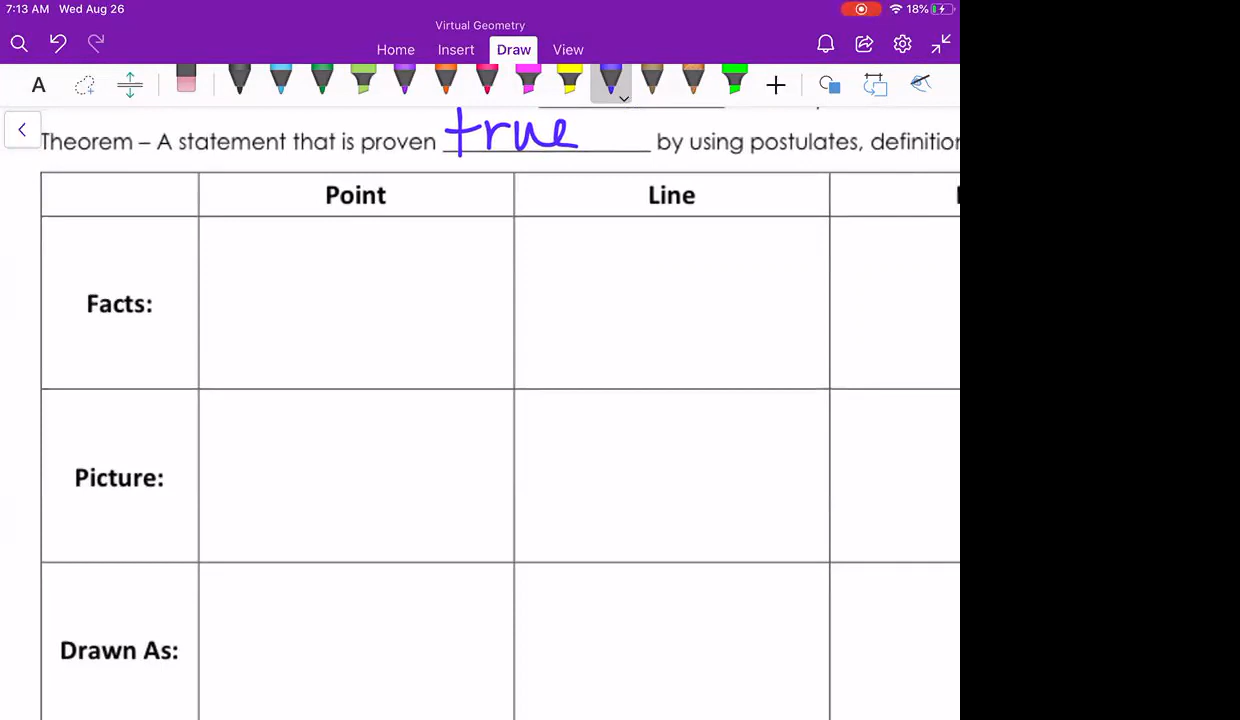 7:13 AM Wed Aug 26
18%
Virtual Geometry
Home Insert Draw View
A
Theorem – A statement that is proven true by using postulates, definition
Point Line
Facts:
Picture:
Drawn As: